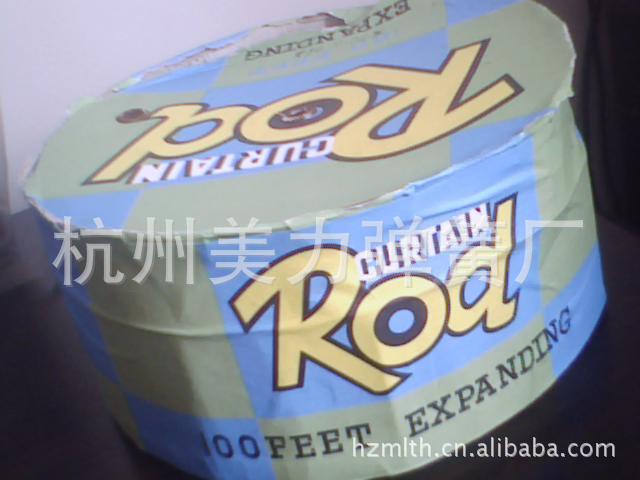 EXPANDING
CURTAIN
Rod
杭州美力弹簧厂
CURTAIN
Rod
100FEET EXPANDING
hzmlth.cn.alibaba.com